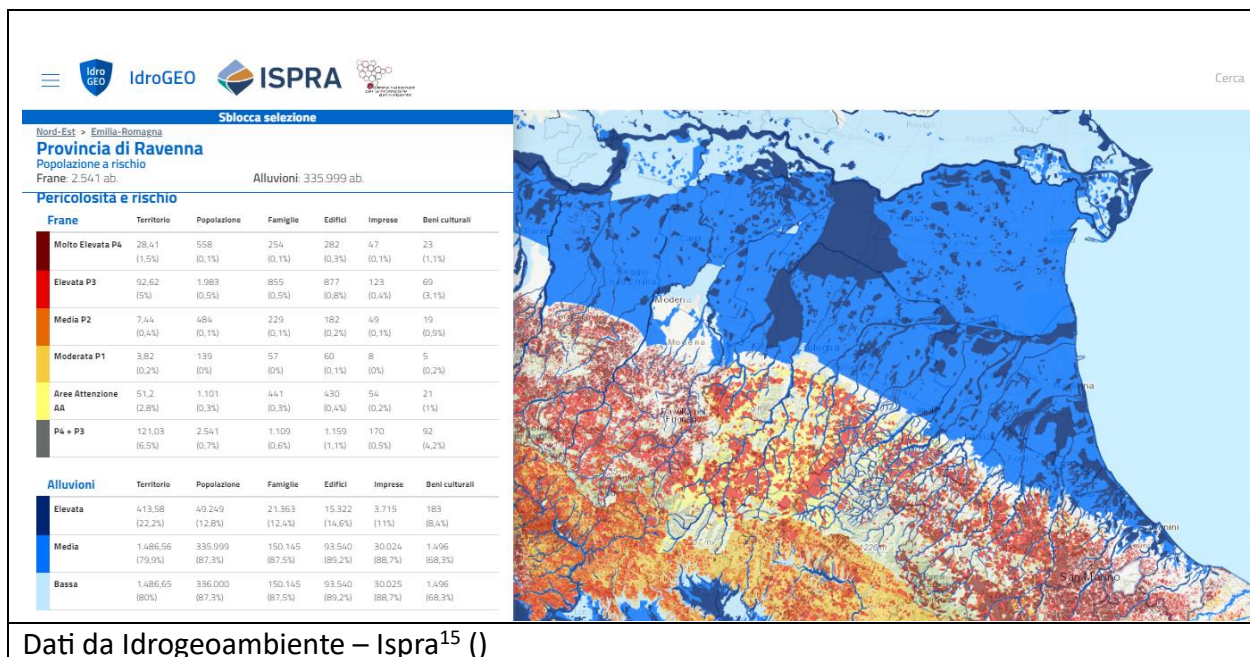 Idro
GEO
IdroGEO
ISPRA
Cerca
Sblocca selezione
Nord-Est > Emilia-Romagna
Provincia di Ravenna
Popolazione a rischio
Frane: 2.541 ab. Alluvioni: 335.999 ab.
Pericolosità e rischio
Frane Territorio Popolazione Famiglie Edifici Imprese Beni culturali
Molto Elevata P4 28,41 558 254 282 47 23
(1,5%) (0,1%) (0,1%) (0,3%) (0,1%) (1,1%)
Elevata P3 92,62 1.983 855 877 123 69
(5%) (0,5%) (0,5%) (0,8%) (0,4%) (3,1%)
Media P2 7,44 484 229 182 49 19
(0,4%) (0,1%) (0,1%) (0,2%) (0,1%) (0,9%)
Moderata P1 3,82 139 57 60 8 5
(0,2%) (0%) (0%) (0,1%) (0%) (0,2%)
Aree Attenzione 51,2 1.101 441 430 54 21
AA (2,8%) (0,3%) (0,3%) (0,4%) (0,2%) (1%)
P4 + P3 121,03 2.541 1.109 1.159 170 92
(6,5%) (0,7%) (0,6%) (1,1%) (0,5%) (4,2%)
Alluvioni Territorio Popolazione Famiglie Edifici Imprese Beni culturali
Elevata 413,58 49.249 21.363 15.322 3.715 183
(22,2%) (12,8%) (12,4%) (14,6%) (11%) (8,4%)
Media 1.486,56 335.999 150.145 93.540 30.024 1.496
(79,9%) (87,3%) (87,5%) (89,2%) (88,7%) (68,3%)
Bassa 1.486,65 336.000 150.145 93.540 30.025 1.496
(80%) (87,3%) (87,5%) (89,2%) (88,7%) (68,3%)
Rovigo
Carpi
Modena
Modena
Bologna
San Marino
Dati da Idrogeoambiente – Ispra15 ()